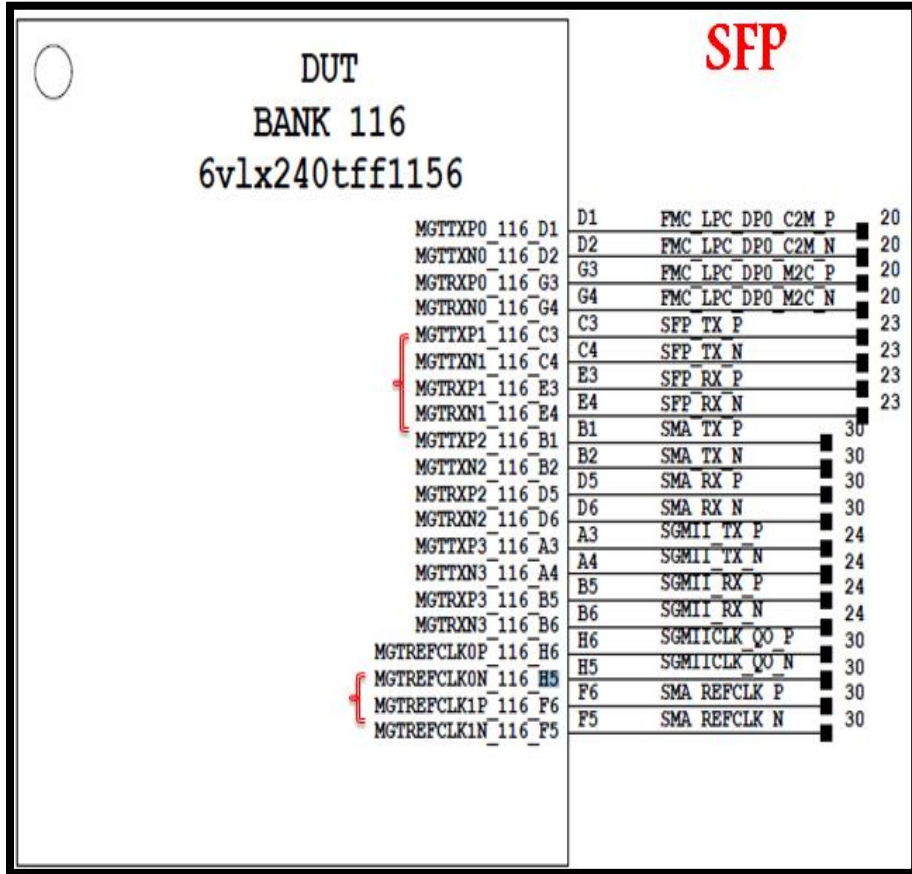 SFP
DUT
BANK 116
6vlx240tff1156
MGTTXP0_116_D1 D1 FMC_LPC_DP0_C2M_P 20
MGTTXN0_116_D2 D2 FMC_LPC_DP0_C2M_N 20
MGTRXP0_116_G3 G3 FMC_LPC_DP0_M2C_P 20
MGTRXN0_116_G4 G4 FMC_LPC_DP0_M2C_N 20
MGTTXP1_116_C3 C3 SFP_TX_P 23
MGTTXN1_116_C4 C4 SFP_TX_N 23
MGTRXP1_116_E3 E3 SFP_RX_P 23
MGTRXN1_116_E4 E4 SFP_RX_N 23
MGTTXP2_116_B1 B1 SMA_TX_P 30
MGTTXN2_116_B2 B2 SMA_TX_N 30
MGTRXP2_116_D5 D5 SMA_RX_P 30
MGTRXN2_116_D6 D6 SMA_RX_N 30
MGTTXP3_116_A3 A3 SGMII_TX_P 24
MGTTXN3_116_A4 A4 SGMII_TX_N 24
MGTRXP3_116_B5 B5 SGMII_RX_P 24
MGTRXN3_116_B6 B6 SGMII_RX_N 24
MGTREFCLK0P_116_H6 H6 SGMIICLK_QO_P 30
MGTREFCLK0N_116_H5 H5 SGMIICLK_QO_N 30
MGTREFCLK1P_116_F6 F6 SMA_REFCLK_P 30
MGTREFCLK1N_116_F5 F5 SMA_REFCLK_N 30